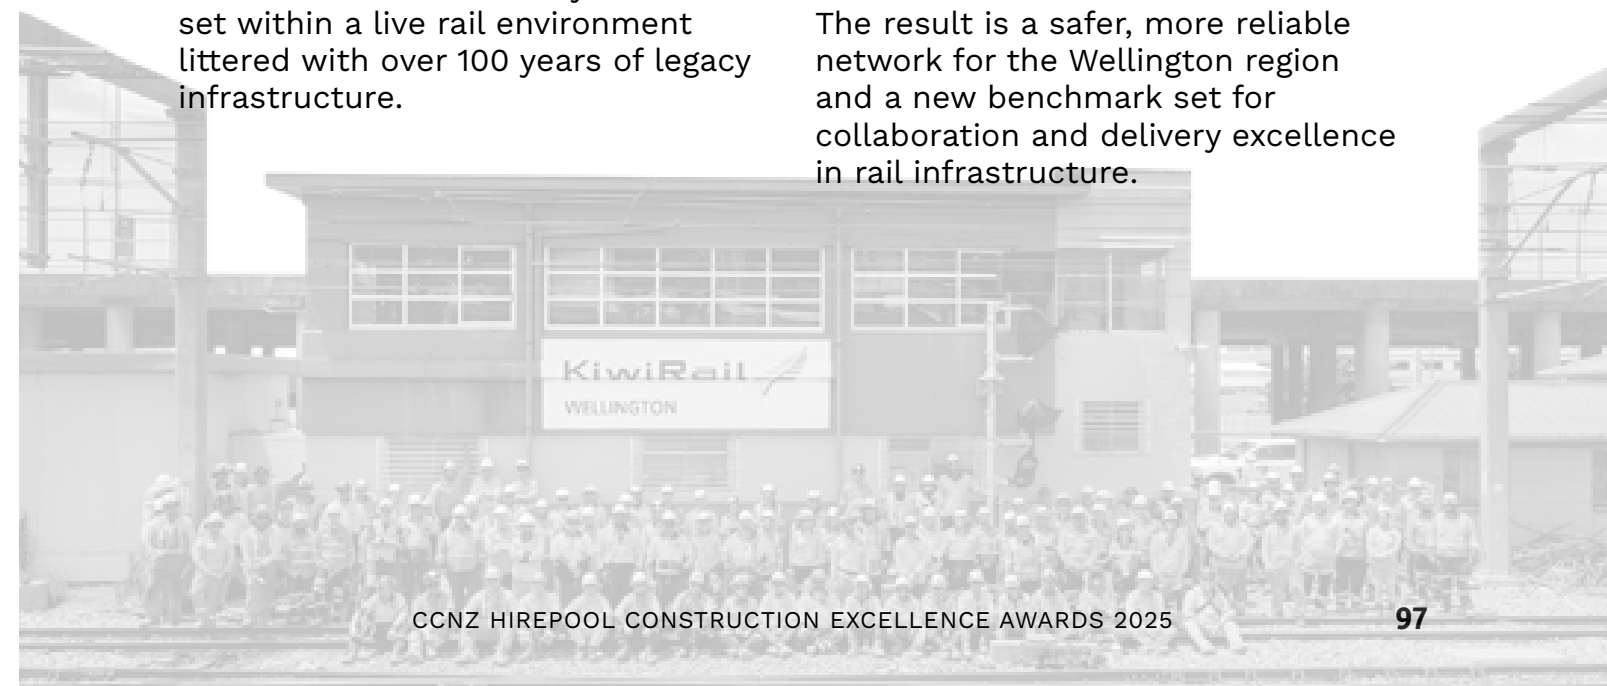 set within a live rail environment
littered with over 100 years of legacy
infrastructure.
The result is a safer, more reliable
network for the Wellington region
and a new benchmark set for
collaboration and delivery excellence
in rail infrastructure.
KiwiRail
WELLINGTON
CCNZ HIREPOOL CONSTRUCTION EXCELLENCE AWARDS 2025
97